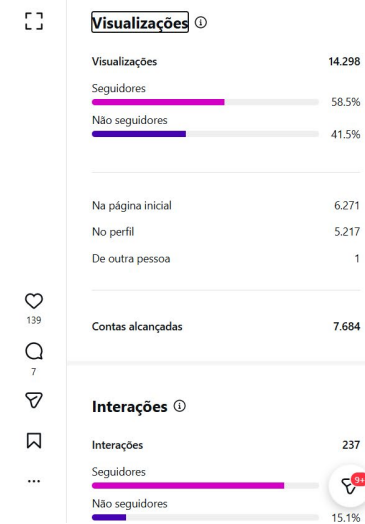 Visualizações
Visualizações 14.298
Seguidores
58.5%
Não seguidores
41.5%
Na página inicial 6.271
No perfil 5.217
De outra pessoa 1
139
Contas alcançadas 7.684
7
Interações
Interações 237
Seguidores
9+
Não seguidores
15.1%